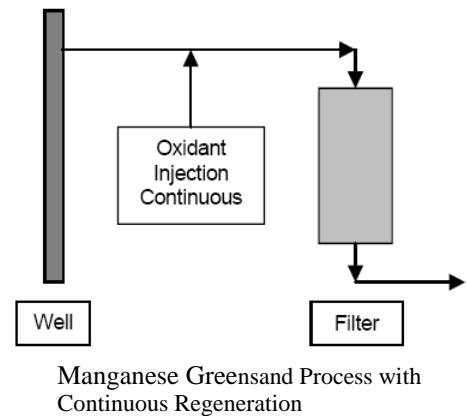 Oxidant
Injection
Continuous
Well
Filter
Manganese Greensand Process with
Continuous Regeneration